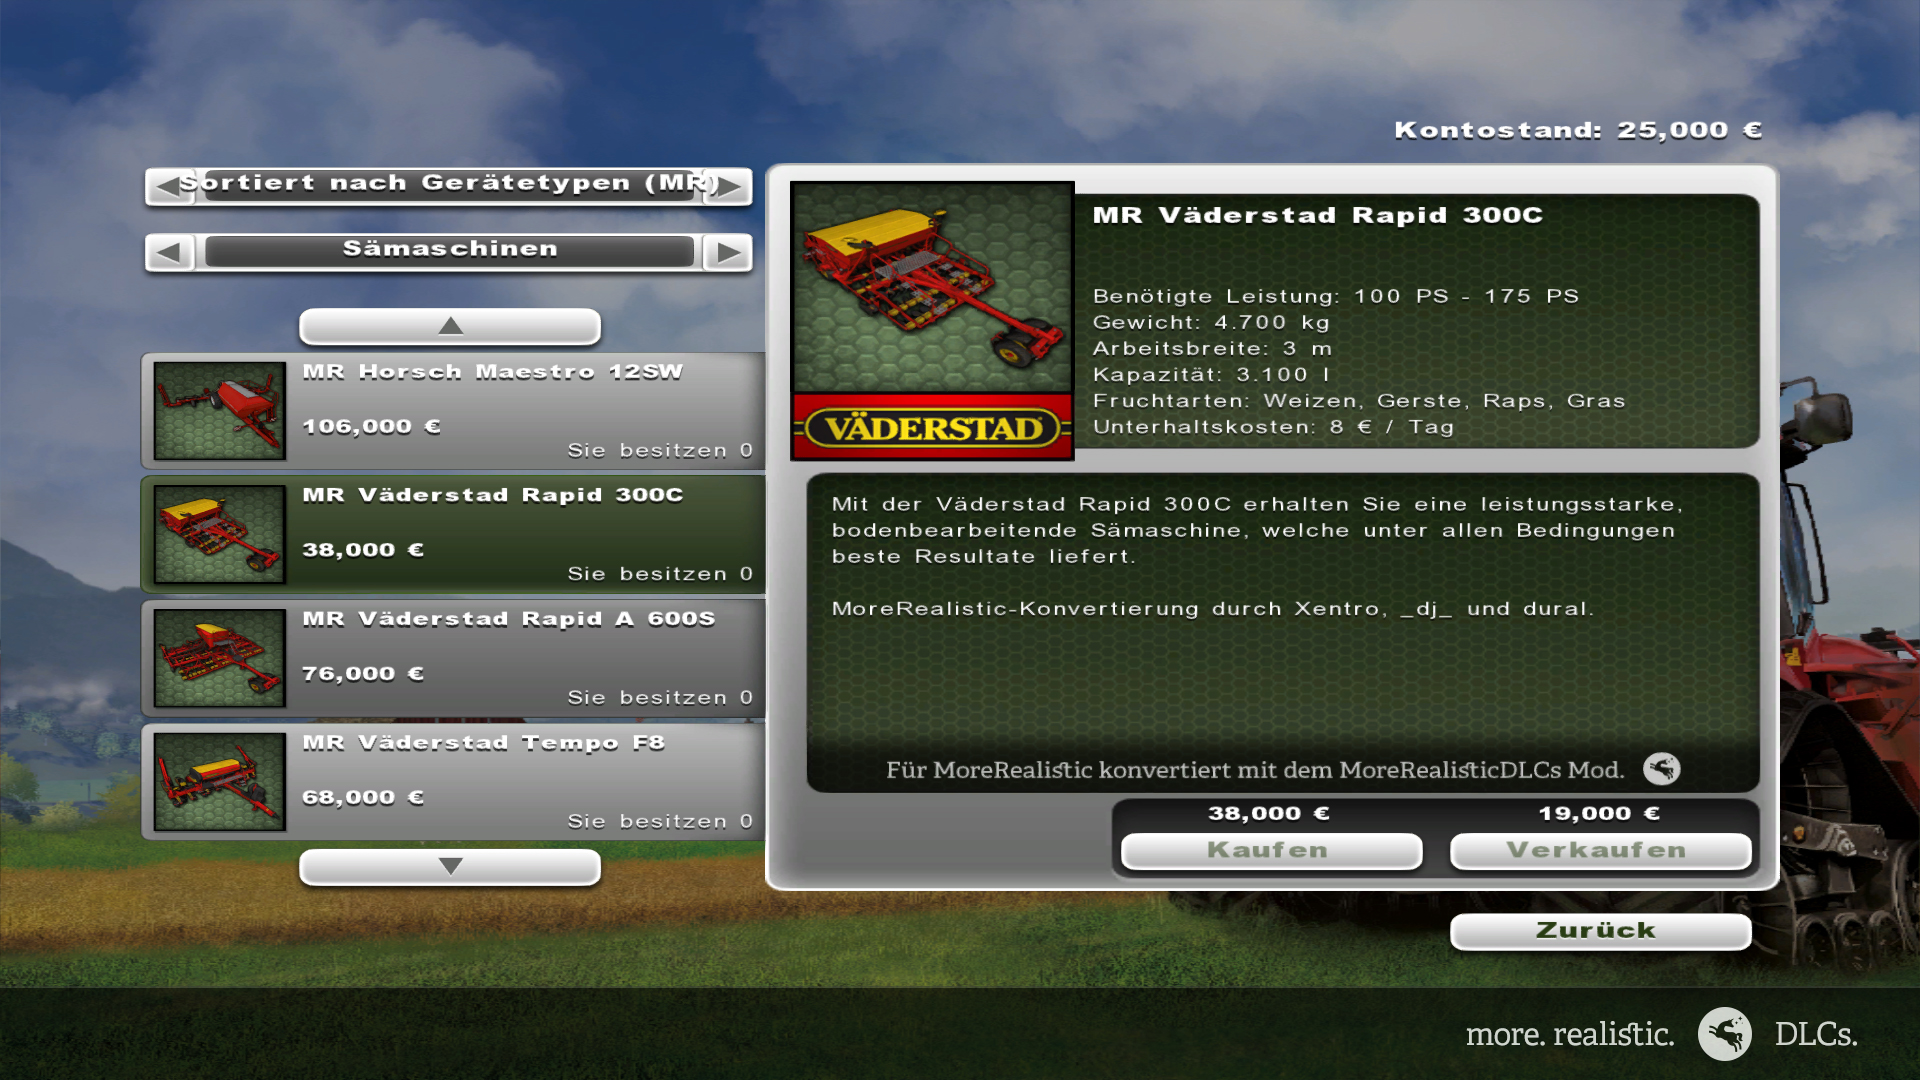 Kontostand: 25,000 €
Sortiert nach Gerätetypen (MR)
Sämaschinen
MR Horsch Maestro 12SW
106,000 €
Sie besitzen 0
MR Väderstad Rapid 300C
38,000 €
Sie besitzen 0
MR Väderstad Rapid A 600S
76,000 €
Sie besitzen 0
MR Väderstad Tempo F8
68,000 €
Sie besitzen 0
VÄDERSTAD
MR Väderstad Rapid 300C
Benötigte Leistung: 100 PS - 175 PS
Gewicht: 4.700 kg
Arbeitsbreite: 3 m
Kapazität: 3.100 l
Fruchtarten: Weizen, Gerste, Raps, Gras
Unterhaltskosten: 8 € / Tag
Mit der Väderstad Rapid 300C erhalten Sie eine leistungsstarke,
bodenbearbeitende Sämaschine, welche unter allen Bedingungen
beste Resultate liefert.
MoreRealistic-Konvertierung durch Xentro, _dj_ und dural.
Für MoreRealistic konvertiert mit dem MoreRealisticDLCs Mod.
38,000 €
19,000 €
Kaufen
Verkaufen
Zurück
more. realistic. DLCs.